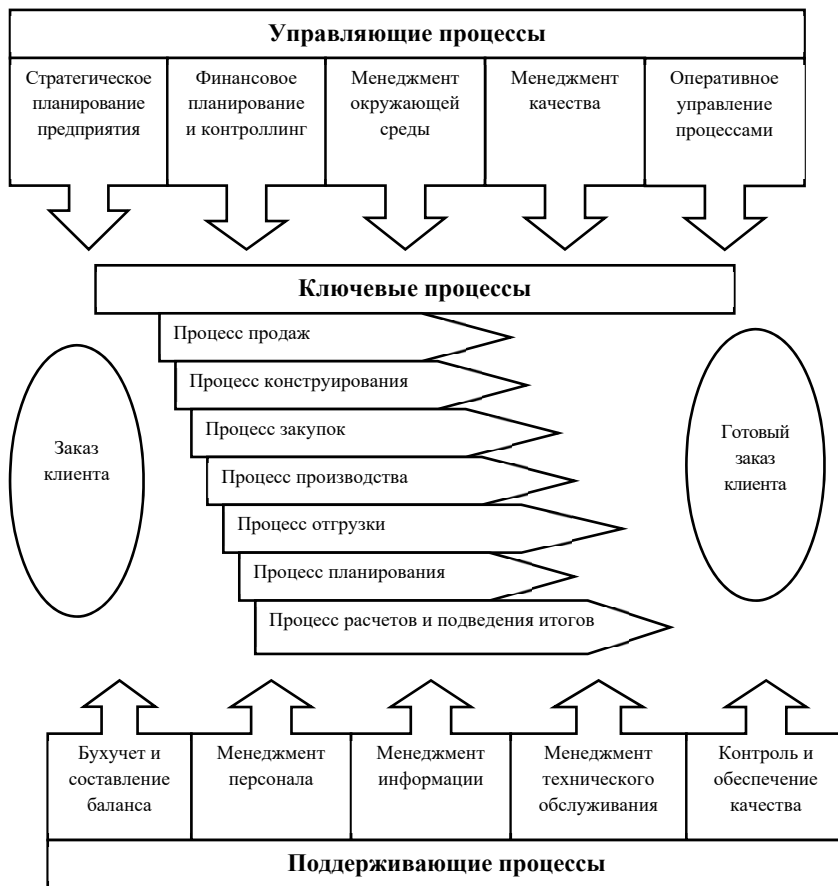 Управляющие процессы
Стратегическое
планирование
предприятия
Финансовое
планирование
и контроллинг
Менеджмент
окружающей
среды
Менеджмент
качества
Оперативное
управление
процессами
Ключевые процессы
Процесс продаж
Процесс конструирования
Процесс закупок
Процесс производства
Процесс отгрузки
Процесс планирования
Процесс расчетов и подведения итогов
Заказ
клиента
Готовый
заказ
клиента
Бухучет и
составление
баланса
Менеджмент
персонала
Менеджмент
информации
Менеджмент
технического
обслуживания
Контроль и
обеспечение
качества
Поддерживающие процессы